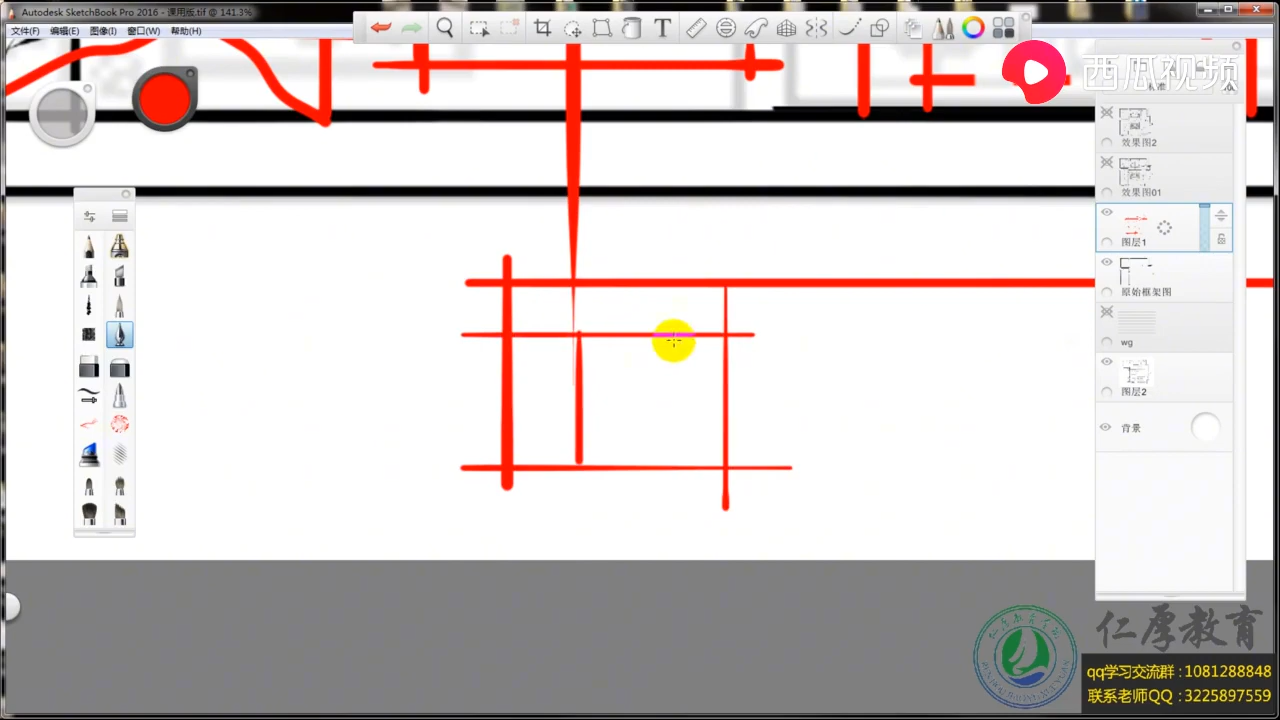 Autodesk SketchBook Pro 2016 - 课用版.tif @ 141.3%
文件(F) 编辑(E) 图像(I) 窗口(W) 帮助(H)
T
西瓜视频
标准
效果图2
效果图01
图层1
原始框架图
wg
图层2
背景
仁厚教育
qq学习交流群：1081288848
联系老师QQ：3225897559